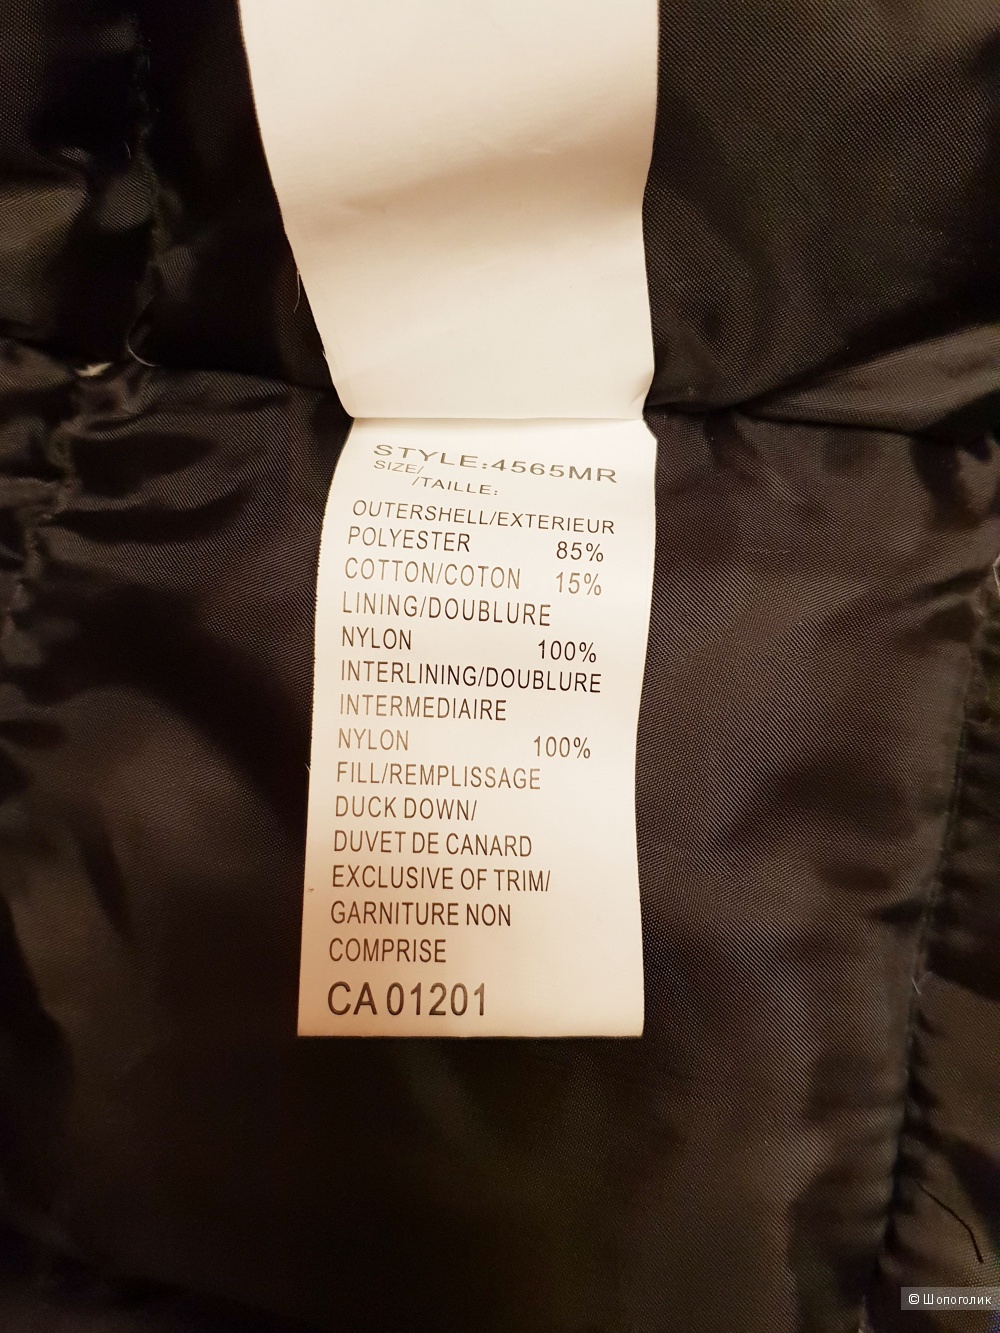 STYLE:4565MR
SIZE/
/TAILLE:
OUTERSHELL/EXTERIEUR
POLYESTER 85%
COTTON/COTON 15%
LINING/DOUBLURE
NYLON 100%
INTERLINING/DOUBLURE
INTERMEDIAIRE
NYLON 100%
FILL/REMPLISSAGE
DUCK DOWN/
DUVET DE CANARD
EXCLUSIVE OF TRIM/
GARNITURE NON
COMPRISE
CA 01201
© Шопоголик